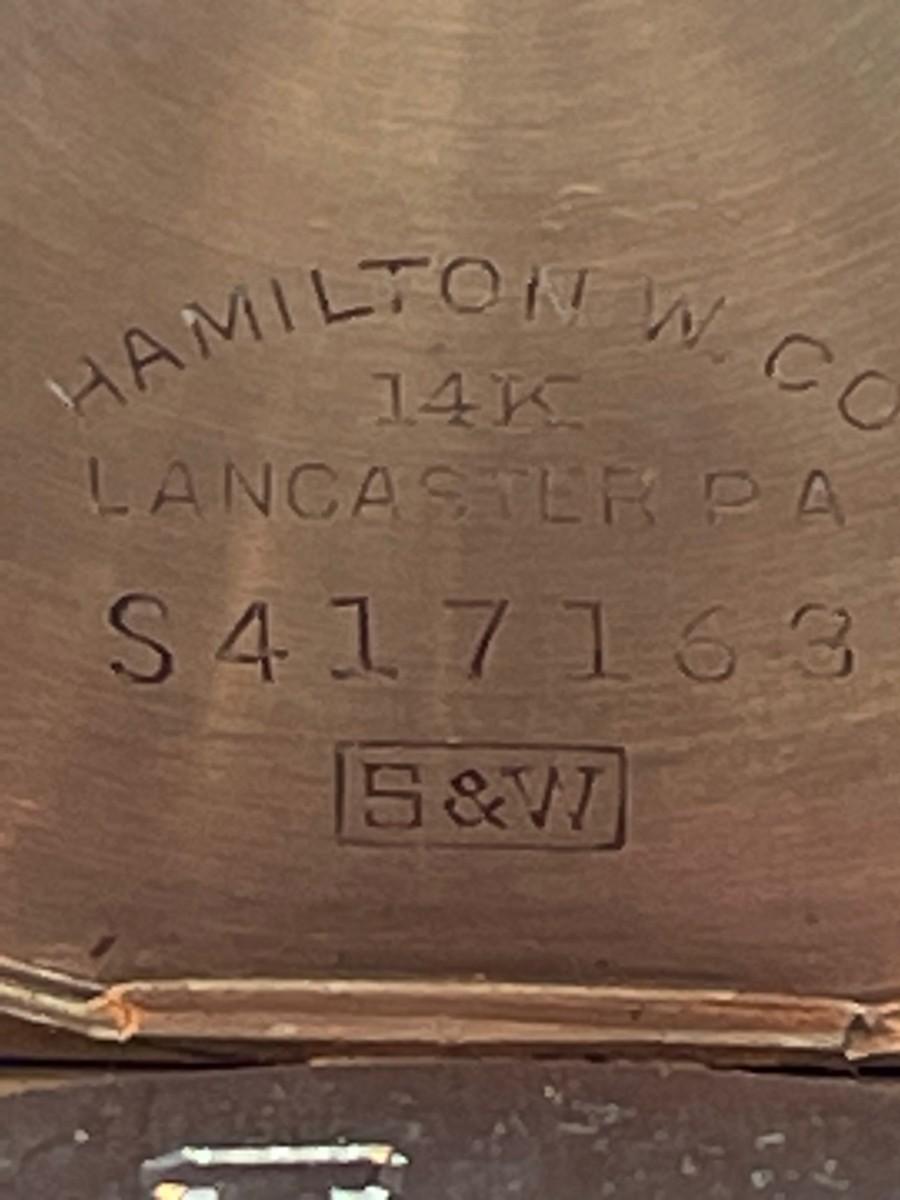 HAMILTON W. CO
14K
LANCASTER PA
S417163
S&W